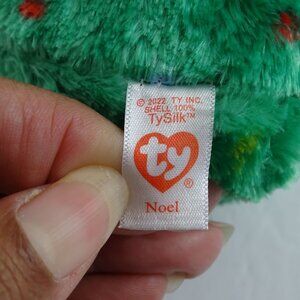 © 2022 TY INC.
SHELL 100%
TySilk™
ty
®
Noel